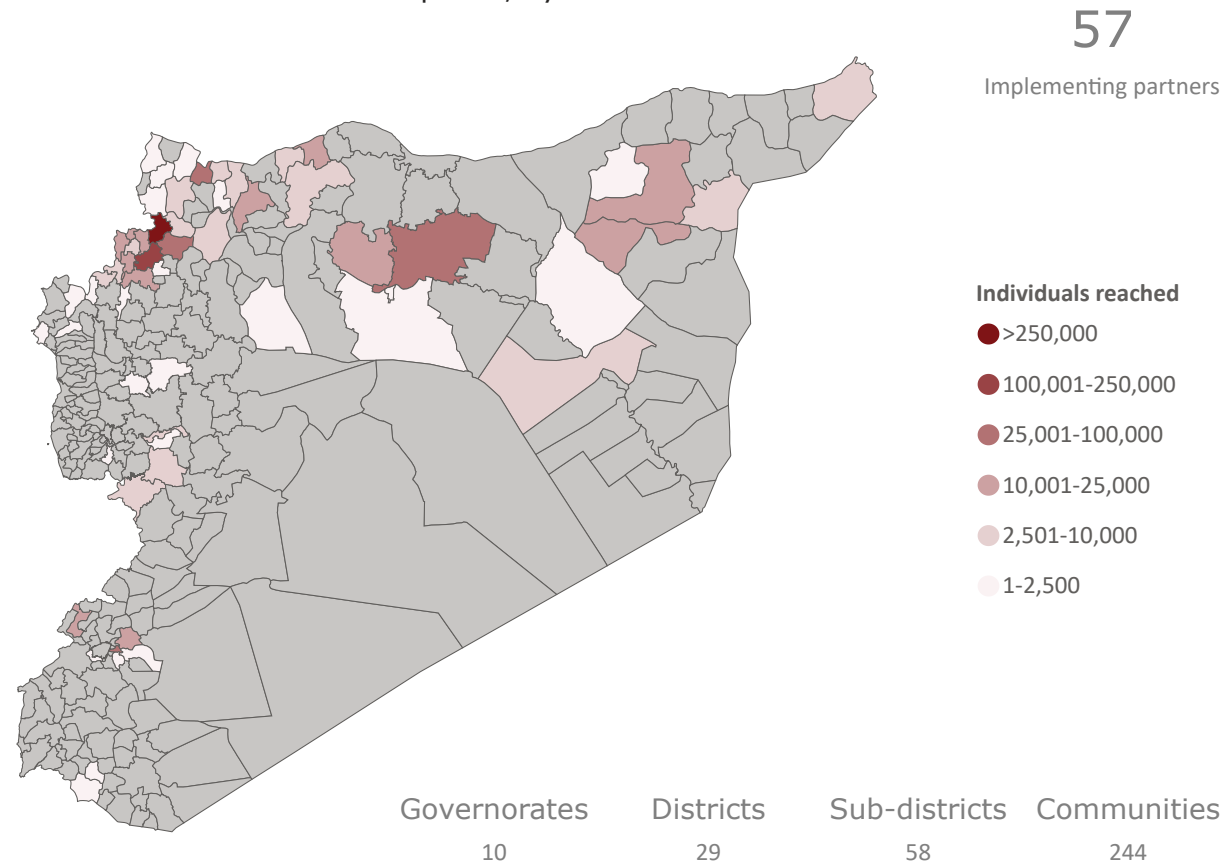 57
Implementing partners
Individuals reached
>250,000
100,001-250,000
25,001-100,000
10,001-25,000
2,501-10,000
1-2,500
Governorates Districts Sub-districts Communities
10 29 58 244